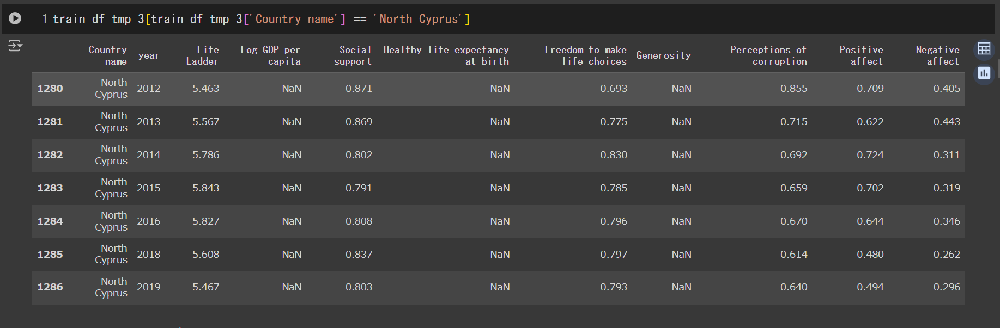 1 train_df_tmp_3[train_df_tmp_3['Country name'] == 'North Cyprus']
Country name year Life Ladder Log GDP per capita Social support Healthy life expectancy at birth Freedom to make life choices Generosity Perceptions of corruption Positive affect Negative affect
1280 North Cyprus 2012 5.463 NaN 0.871 NaN 0.693 NaN 0.855 0.709 0.405
1281 North Cyprus 2013 5.567 NaN 0.869 NaN 0.775 NaN 0.715 0.622 0.443
1282 North Cyprus 2014 5.786 NaN 0.802 NaN 0.830 NaN 0.692 0.724 0.311
1283 North Cyprus 2015 5.843 NaN 0.791 NaN 0.785 NaN 0.659 0.702 0.319
1284 North Cyprus 2016 5.827 NaN 0.808 NaN 0.796 NaN 0.670 0.644 0.346
1285 North Cyprus 2018 5.608 NaN 0.837 NaN 0.797 NaN 0.614 0.480 0.262
1286 North Cyprus 2019 5.467 NaN 0.803 NaN 0.793 NaN 0.640 0.494 0.296